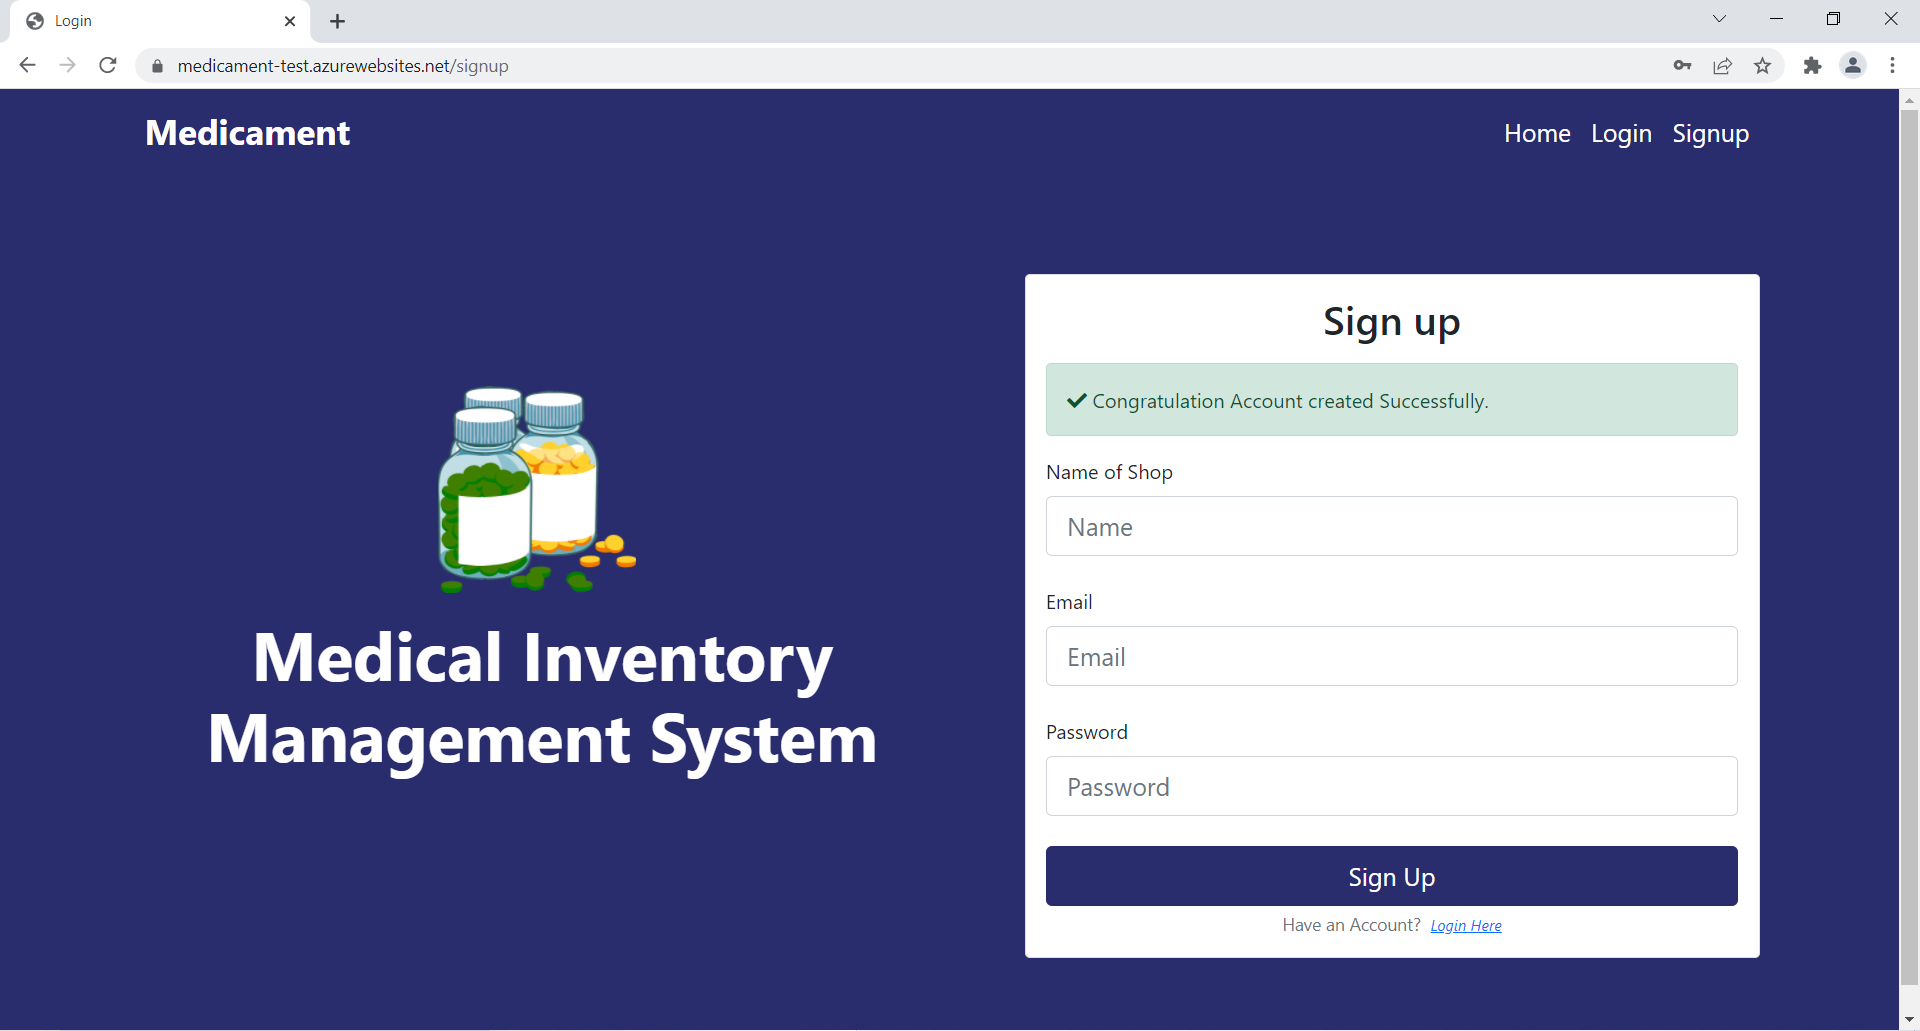 Login
medicament-test.azurewebsites.net/signup
Medicament
Home Login Signup
Medical Inventory
Management System
Sign up
Congratulation Account created Successfully.
Name of Shop
Name
Email
Email
Password
Password
Sign Up
Have an Account? Login Here